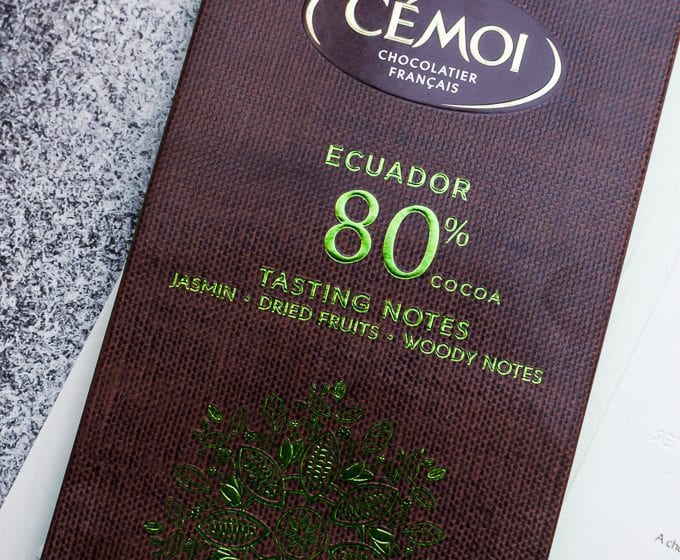 CÉMOI
CHOCOLATIER
FRANÇAIS
ECUADOR
80%
COCOA
TASTING NOTES
JASMIN • DRIED FRUITS • WOODY NOTES